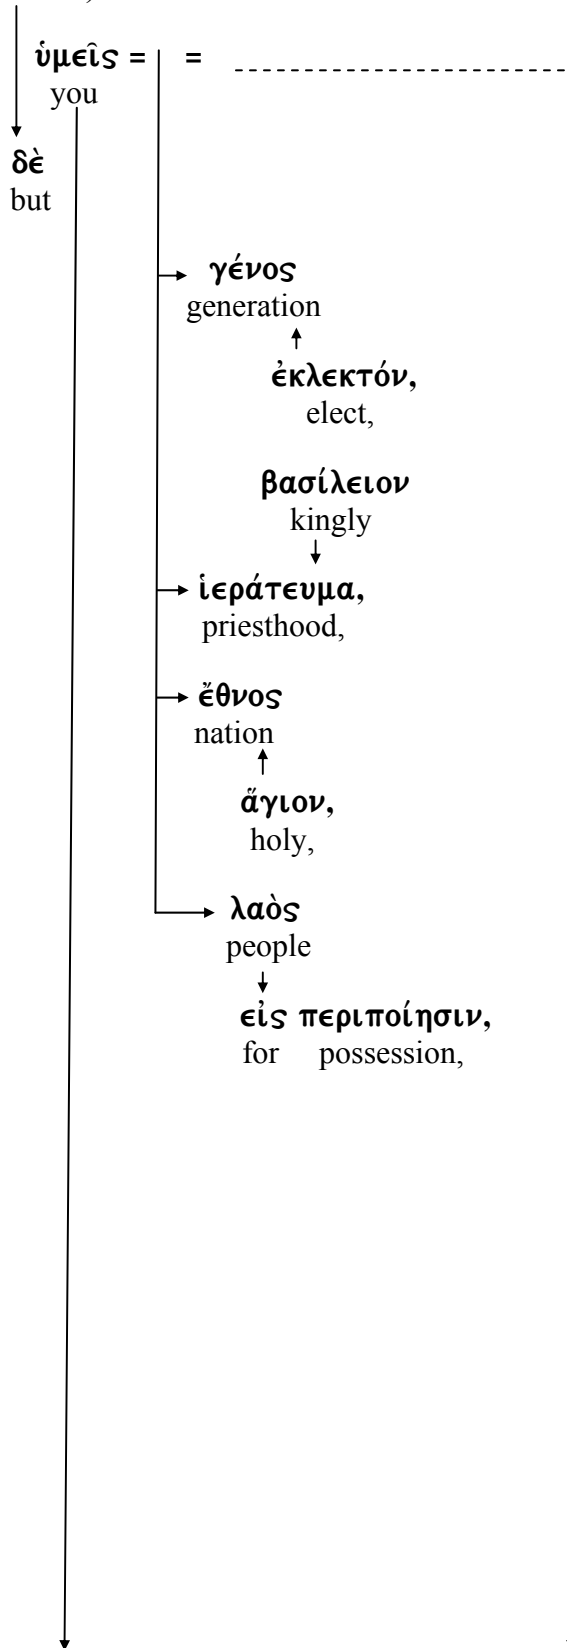 ὑμεῖς = =
you
δὲ
but
γένος
generation
ἐκλεκτόν,
elect,
βασίλειον
kingly
ἱεράτευμα,
priesthood,
ἔθνος
nation
ἅγιον,
holy,
λαὸς
people
εἰς περιποίησιν,
for possession,